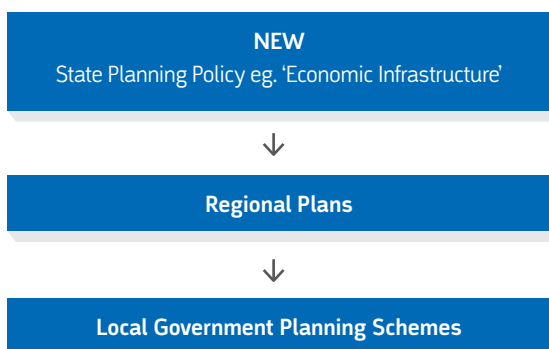 NEW
State Planning Policy eg. ‘Economic Infrastructure’
Regional Plans
Local Government Planning Schemes